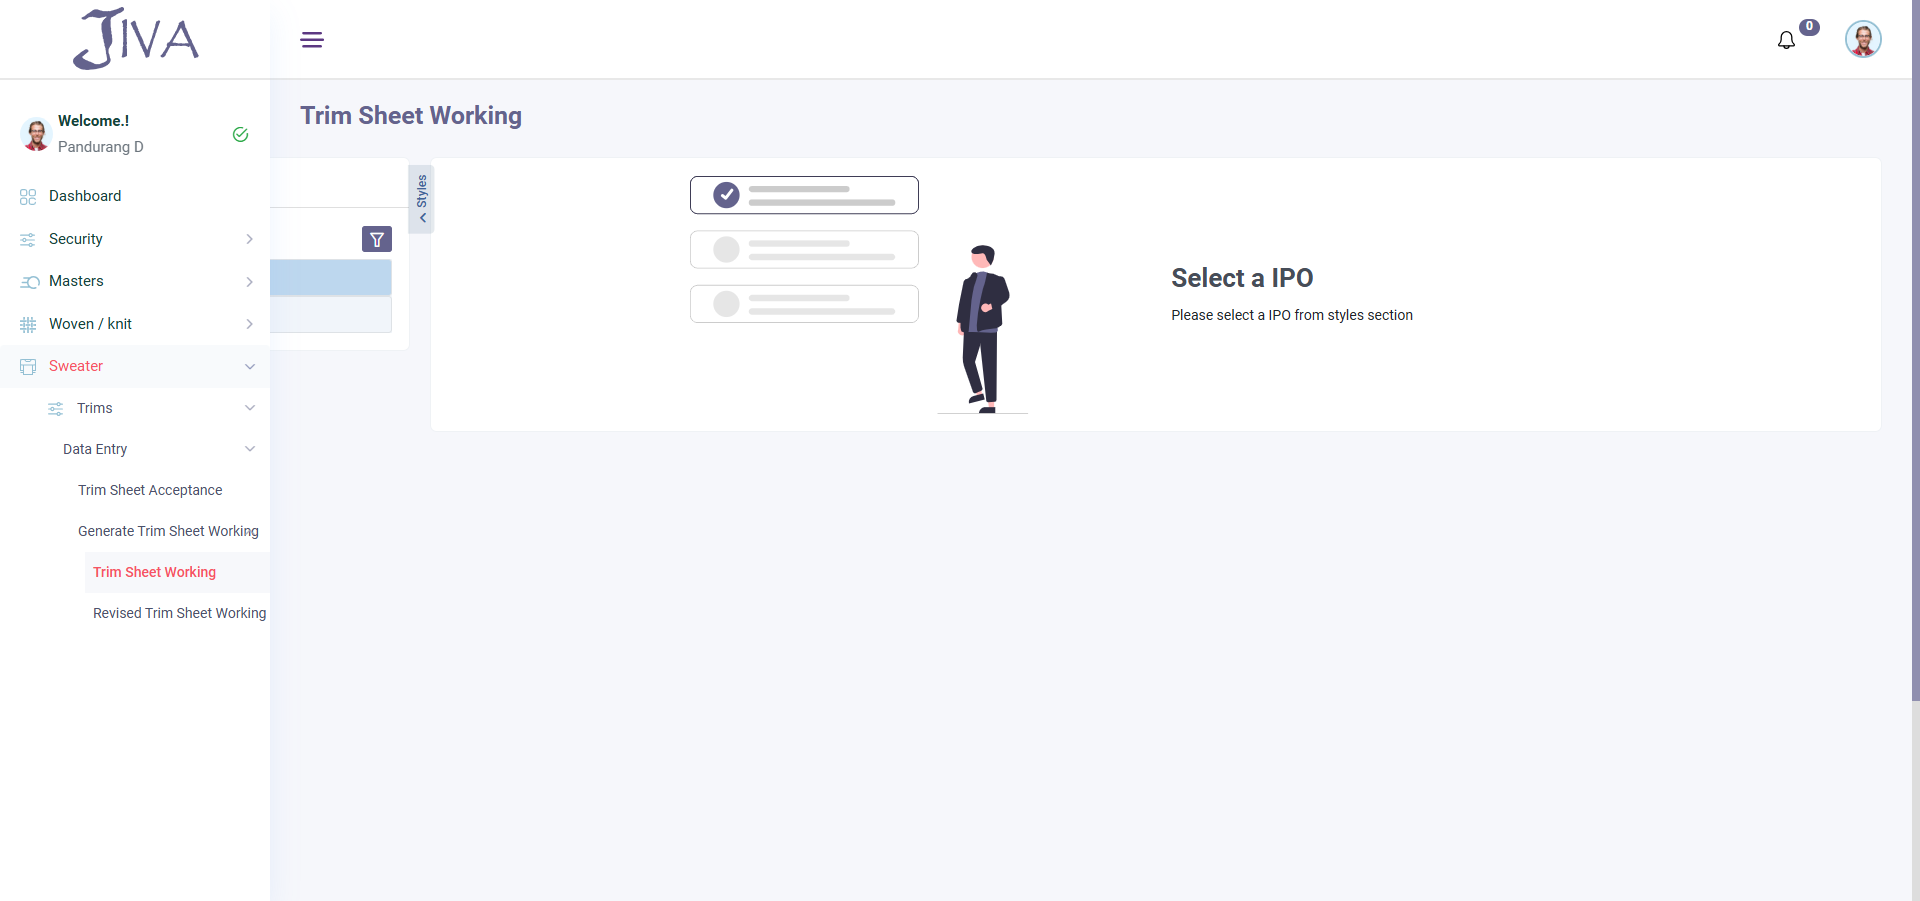 JIVA
0
Welcome.!
Pandurang D
Dashboard
Security
Masters
Woven / knit
Sweater
Trims
Data Entry
Trim Sheet Acceptance
Generate Trim Sheet Working
Trim Sheet Working
Revised Trim Sheet Working
Trim Sheet Working
Styles
Select a IPO
Please select a IPO from styles section